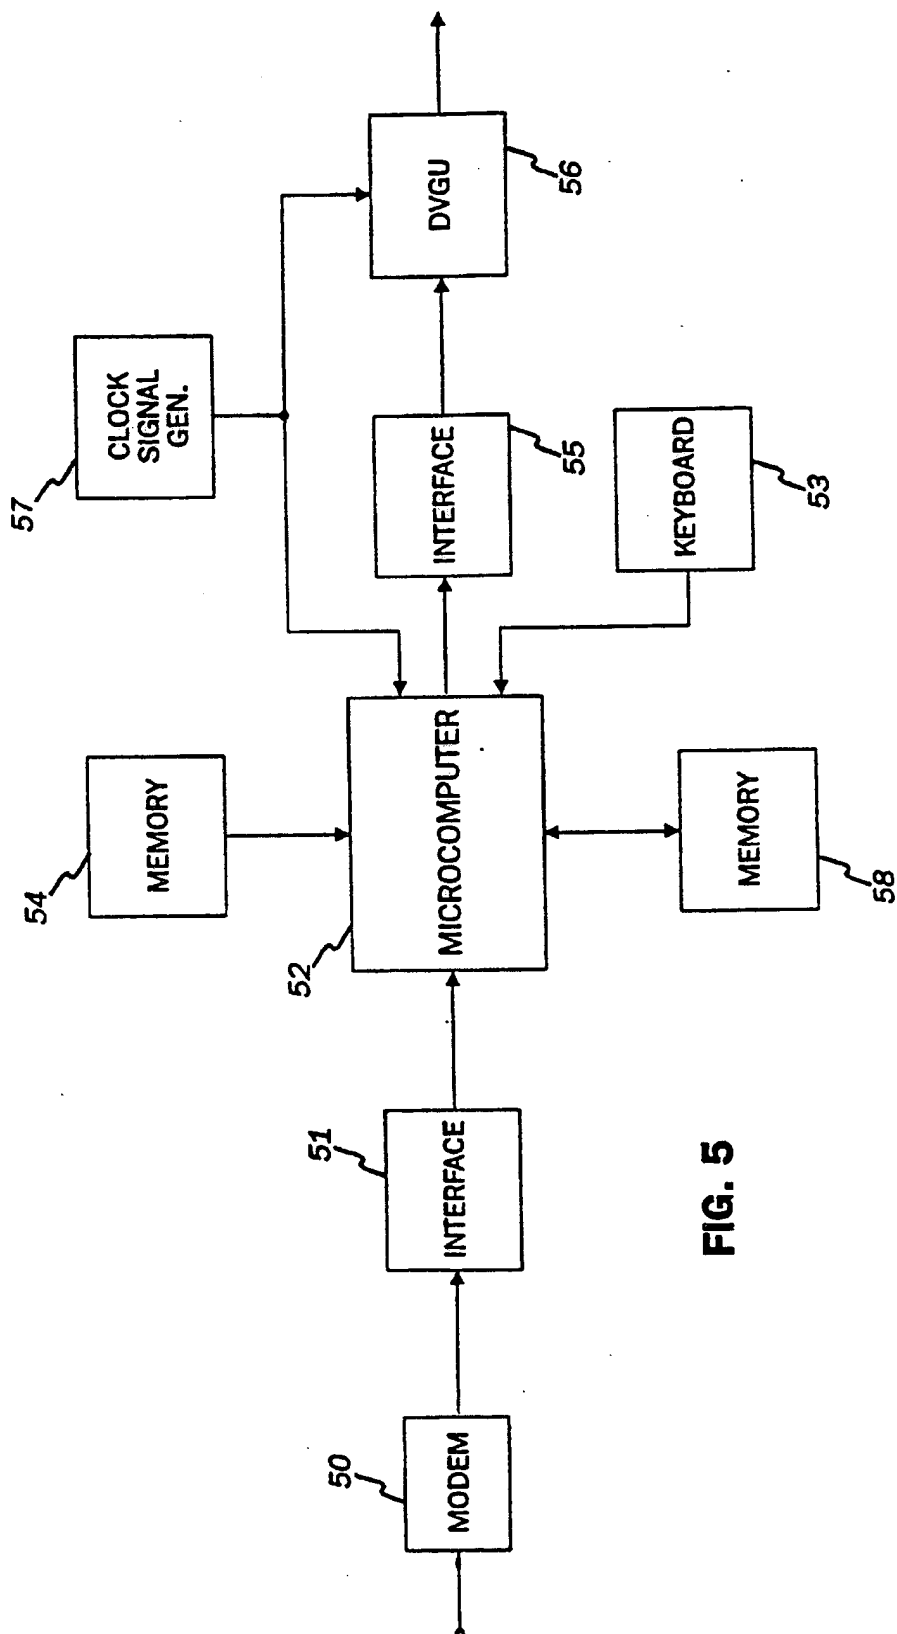 57
CLOCK
SIGNAL
GEN.
54
MEMORY
50
MODEM
51
INTERFACE
52
MICROCOMPUTER
INTERFACE
55
DVGU
56
KEYBOARD
53
MEMORY
58
FIG. 5